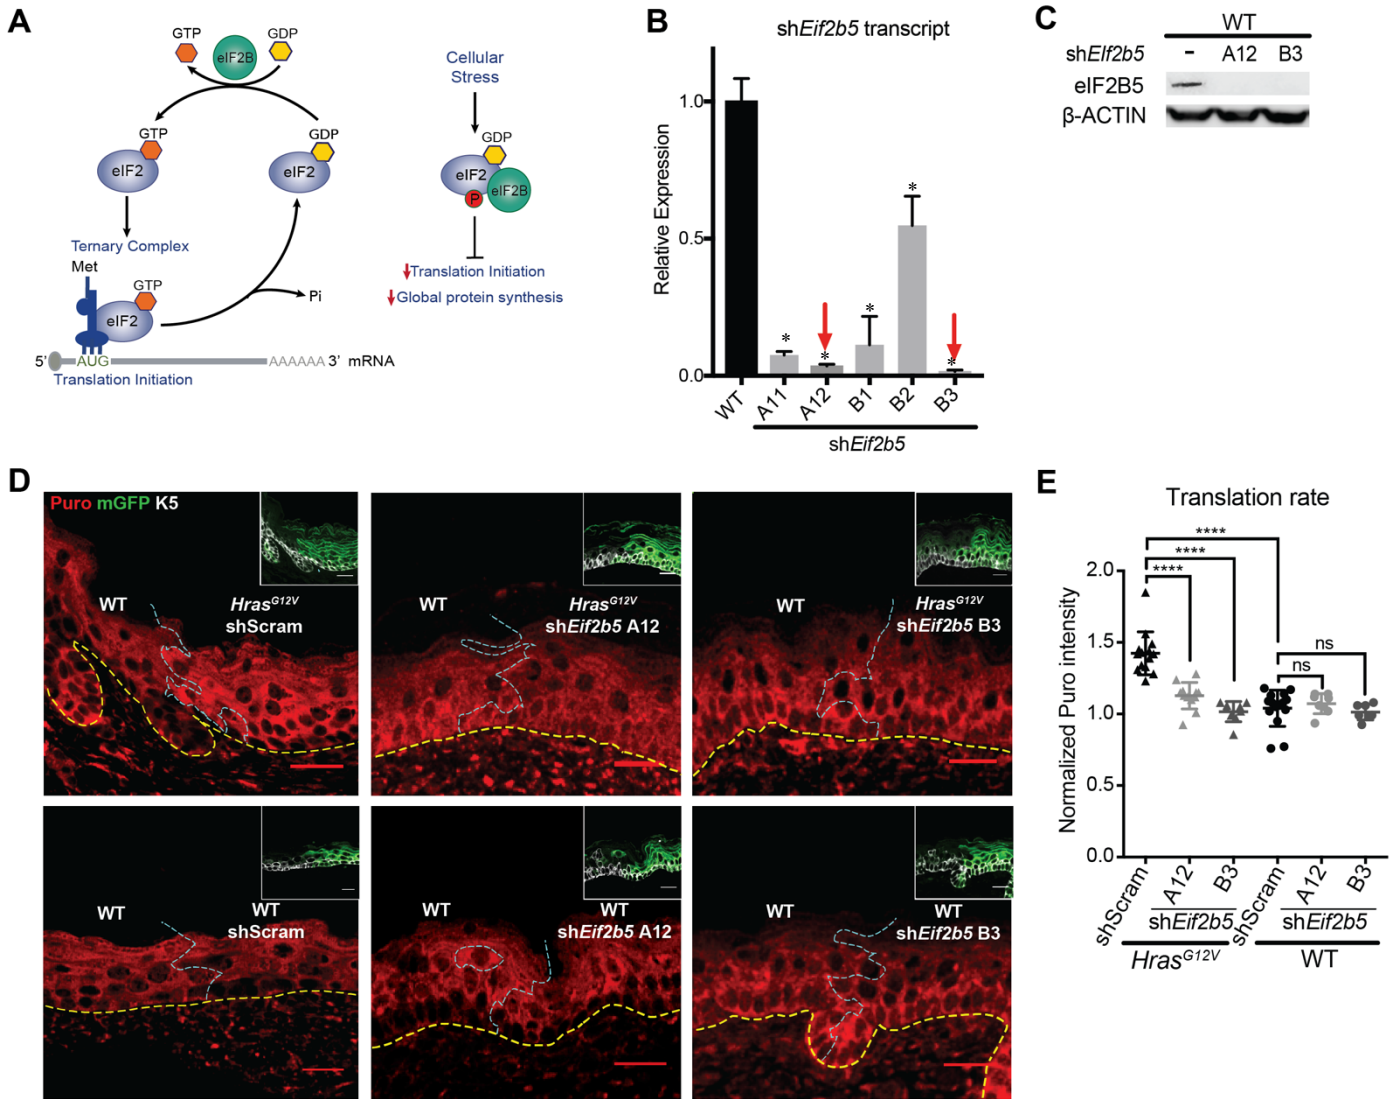 A
GTP
eIF2B
GDP
GTP
eIF2
GDP
eIF2
Ternary Complex
Met
GTP
eIF2
Pi
5'
AUG
AAAAAA
3' mRNA
Translation Initiation
Cellular
Stress
GDP
eIF2
eIF2B
P
Translation Initiation
Global protein synthesis
B
shEif2b5 transcript
Relative Expression
1.0
0.5
0.0
*
*
*
*
*
WT
A11
A12
B1
B2
B3
shEif2b5
C
WT
shEIf2b5
-
A12
B3
eIF2B5
β-ACTIN
D
Puro mGFP K5
WT
HrasG12V
shScram
WT
HrasG12V
shEif2b5 A12
WT
HrasG12V
shEif2b5 B3
WT
WT
shScram
WT
WT
shEif2b5 A12
WT
WT
shEif2b5 B3
E
Translation rate
Normalized Puro intensity
2.0
1.5
1.0
0.5
0.0
****
****
****
ns
ns
shScram
A12
B3
shScram
A12
B3
shEif2b5
shEif2b5
HrasG12V
WT